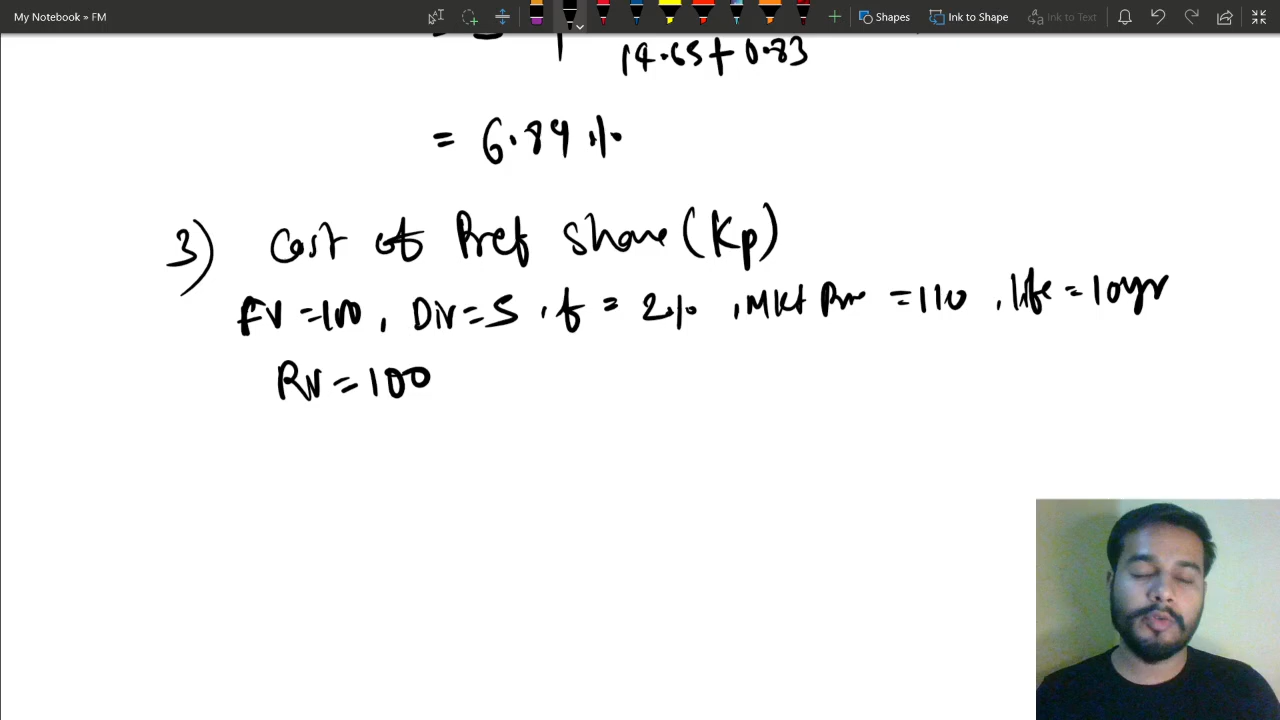 My Notebook » FM
Shapes
Ink to Shape
Ink to Text
14.65+0.83
= 6.89 %
3) Cost of Pref Share (Kp)
FV=100, Div=5, f = 2%, Mkt Price = 110, life = 10yr
RV = 100